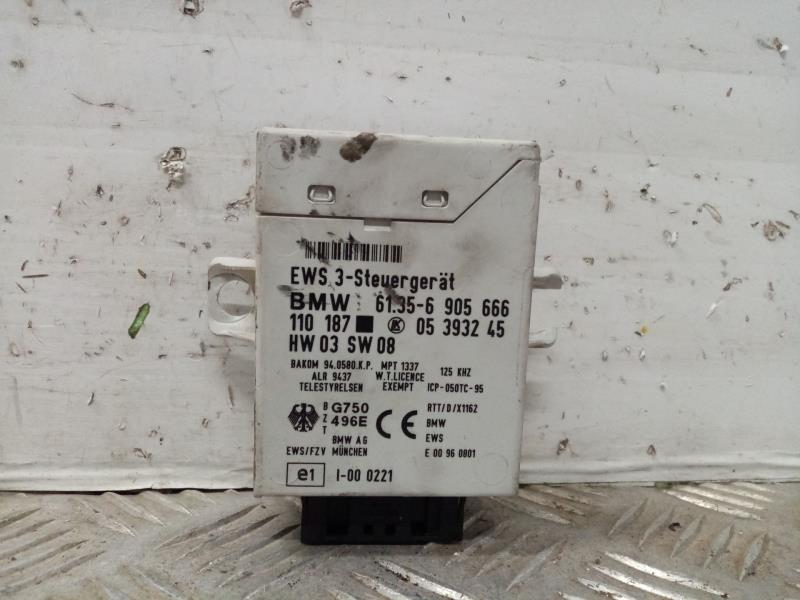 EWS 3-Steuergerät
BMW 61.35-6 905 666
110 187 05 3932 45
HW 03 SW 08
BAKOM 94.0580.K.P. MPT 1337 125 KHZ
ALR 9437 W.T.LICENCE
TELESTYRELSEN EXEMPT ICP-050TC-95
BZT G750 496E CE RTT/D/X1162
BMW
BMW AG EWS
EWS/FZV MÜNCHEN E 00 96 0801
e1 I-00 0221